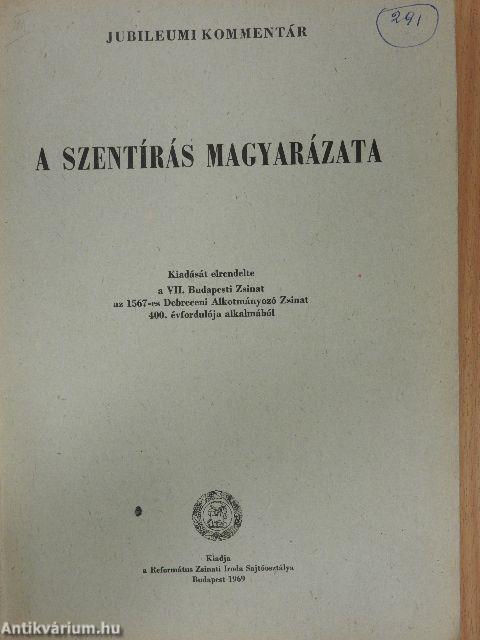 291
JUBILEUMI KOMMENTÁR
A SZENTÍRÁS MAGYARÁZATA
Kiadását elrendelte
a VII. Budapesti Zsinat
az 1567-es Debreceni Alkotmányozó Zsinat
400. évfordulója alkalmából
Kiadja
a Református Zsinati Iroda Sajtóosztálya
Budapest 1969
Antikvárium.hu